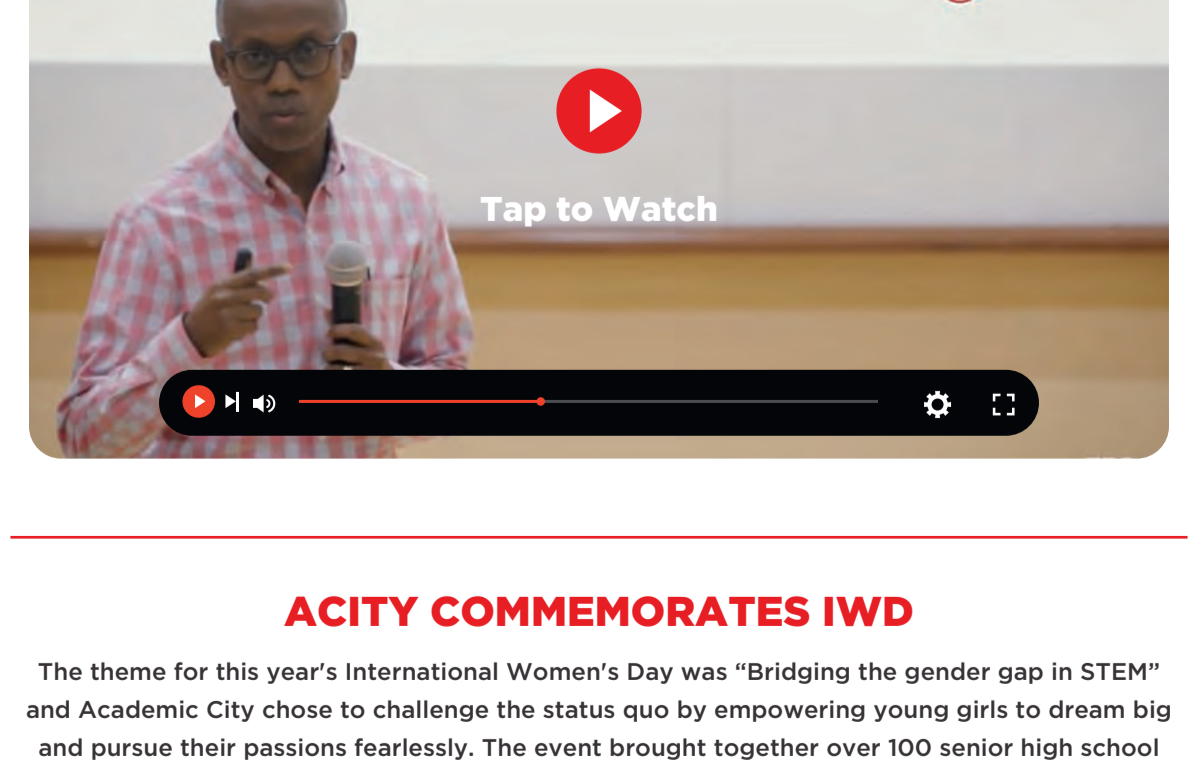 Tap to Watch
ACITY COMMEMORATES IWD
The theme for this year's International Women's Day was “Bridging the gender gap in STEM”
and Academic City chose to challenge the status quo by empowering young girls to dream big
and pursue their passions fearlessly. The event brought together over 100 senior high school